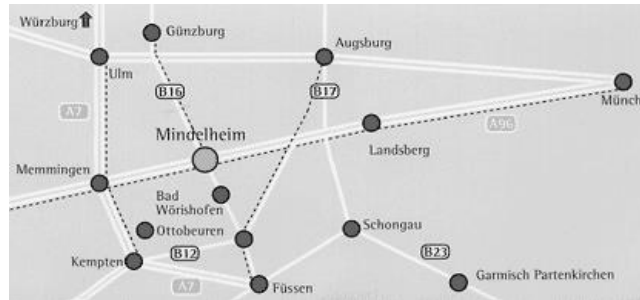 Würzburg
Günzburg
Augsburg
Ulm
B16
B17
Münch
A7
Mindelheim
A96
Landsberg
Memmingen
Bad
Wörishofen
Ottobeuren
Schongau
B12
B23
Kempten
A7
Füssen
Garmisch Partenkirchen